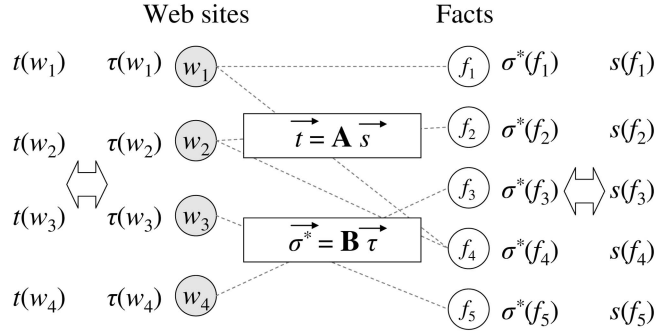 Web sites Facts
t(w₁) τ(w₁) w₁ f₁ σ*(f₁) s(f₁)
t⃗ = A s⃗
t(w₂) τ(w₂) w₂ f₂ σ*(f₂) s(f₂)
t(w₃) τ(w₃) w₃ f₃ σ*(f₃) s(f₃)
σ⃗* = B τ⃗
f₄ σ*(f₄) s(f₄)
t(w₄) τ(w₄) w₄ f₅ σ*(f₅) s(f₅)